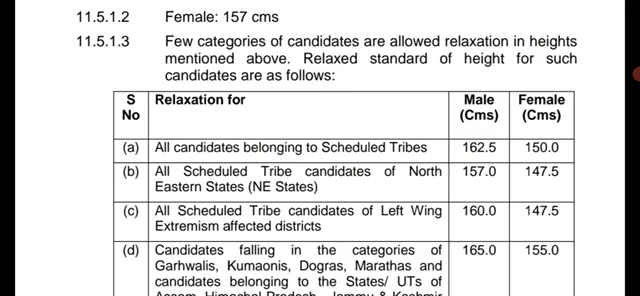 11.5.1.2 Female: 157 cms
11.5.1.3 Few categories of candidates are allowed relaxation in heights
mentioned above. Relaxed standard of height for such
candidates are as follows:
S No Relaxation for Male (Cms) Female (Cms)
(a) All candidates belonging to Scheduled Tribes 162.5 150.0
(b) All Scheduled Tribe candidates of North 157.0 147.5
Eastern States (NE States)
(c) All Scheduled Tribe candidates of Left Wing 160.0 147.5
Extremism affected districts
(d) Candidates falling in the categories of 165.0 155.0
Garhwalis, Kumaonis, Dogras, Marathas and
candidates belonging to the States/ UTs of
Assam, Himachal Pradesh, Jammu & Kashmir